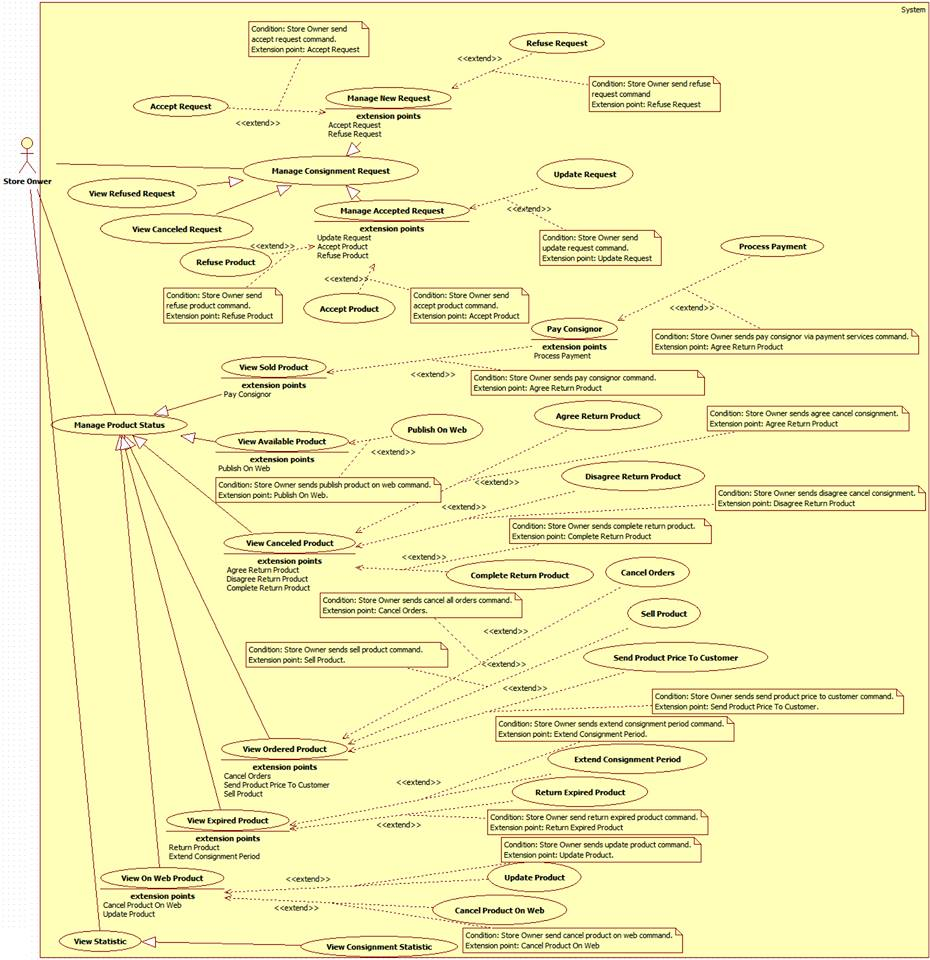 System
Condition: Store Owner send
accept request command.
Extension point: Accept Request
Refuse Request
<<extend>>
Condition: Store Owner send refuse
request command
Extension point: Refuse Request
Manage New Request
extension points
Accept Request
Refuse Request
Accept Request
<<extend>>
Store Onwer
Manage Consignment Request
View Refused Request
View Canceled Request
Update Request
<<extend>>
Manage Accepted Request
extension points
Update Request
Accept Product
Refuse Product
Condition: Store Owner send
update request command.
Extension point: Update Request
<<extend>>
Refuse Product
Condition: Store Owner send
refuse product command.
Extension point: Refuse Product
<<extend>>
Accept Product
Condition: Store Owner send
accept product command.
Extension point: Accept Product
Process Payment
<<extend>>
Condition: Store Owner sends pay consignor via payment services command.
Extension point: Agree Return Product
Pay Consignor
extension points
Process Payment
<<extend>>
Condition: Store Owner sends pay consignor command.
Extension point: Agree Return Product
View Sold Product
extension points
Pay Consignor
Manage Product Status
View Available Product
extension points
Publish On Web
Publish On Web
<<extend>>
Condition: Store Owner sends publish product on web command.
Extension point: Publish On Web.
Agree Return Product
Condition: Store Owner sends agree cancel consignment.
Extension point: Agree Return Product
<<extend>>
Disagree Return Product
<<extend>>
Condition: Store Owner sends disagree cancel consignment.
Extension point: Disagree Return Product
Condition: Store Owner sends complete return product.
Extension point: Complete Return Product
View Canceled Product
extension points
Agree Return Product
Disagree Return Product
Complete Return Product
<<extend>>
Complete Return Product
Cancel Orders
Condition: Store Owner sends cancel all orders command.
Extension point: Cancel Orders.
<<extend>>
Sell Product
Condition: Store Owner sends sell product command.
Extension point: Sell Product.
<<extend>>
Send Product Price To Customer
<<extend>>
Condition: Store Owner sends send product price to customer command.
Extension point: Send Product Price To Customer.
View Ordered Product
extension points
Cancel Orders
Send Product Price To Customer
Sell Product
Condition: Store Owner sends extend consignment period command.
Extension point: Extend Consignment Period.
Extend Consignment Period
<<extend>>
Return Expired Product
<<extend>>
Condition: Store Owner send return expired product command.
Extension point: Return Expired Product
View Expired Product
extension points
Return Product
Extend Consignment Period
Condition: Store Owner sends update product command.
Extension point: Update Product.
View On Web Product
extension points
Cancel Product On Web
Update Product
<<extend>>
Update Product
<<extend>>
Cancel Product On Web
Condition: Store Owner send cancel product on web command.
Extension point: Cancel Product On Web
View Statistic
View Consignment Statistic